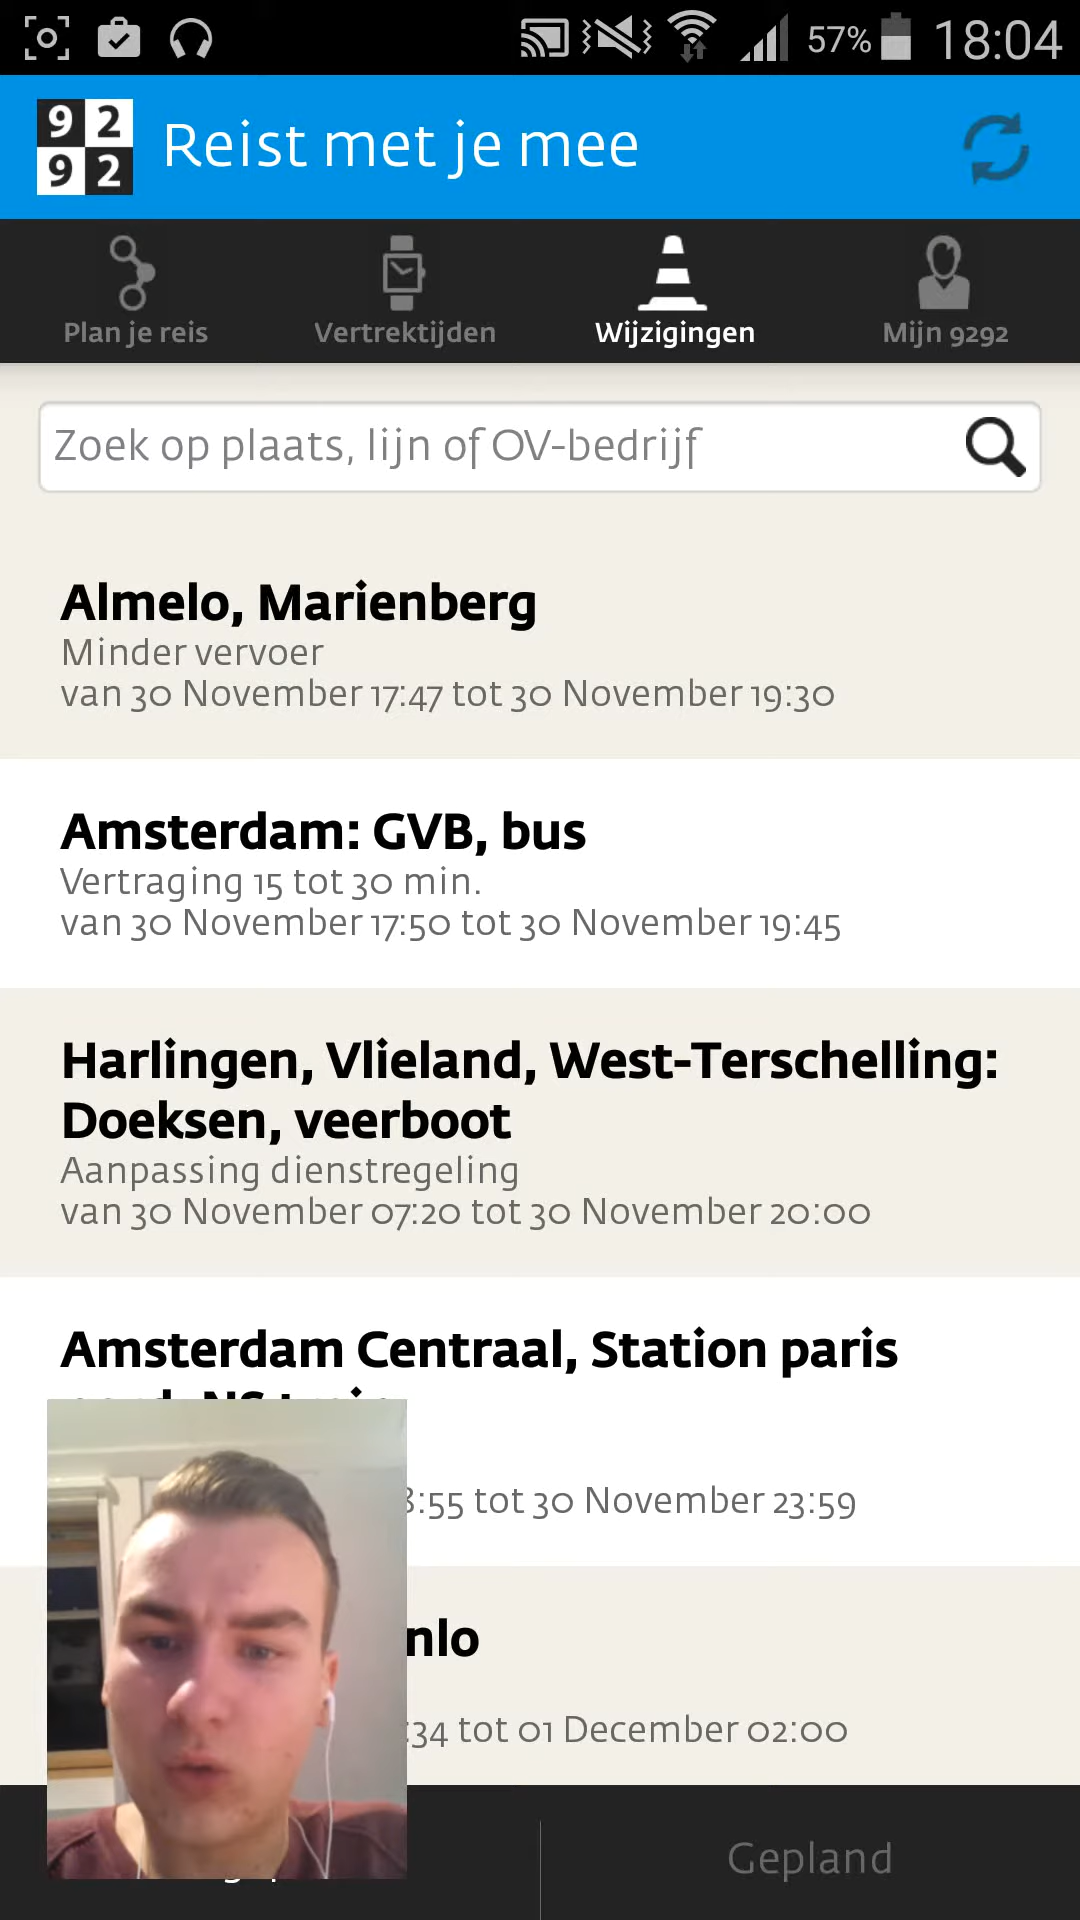 57% 18:04
9 2
9 2
Reist met je mee
Plan je reis Vertrektijden Wijzigingen Mijn 9292
Zoek op plaats, lijn of OV-bedrijf
Almelo, Marienberg
Minder vervoer
van 30 November 17:47 tot 30 November 19:30
Amsterdam: GVB, bus
Vertraging 15 tot 30 min.
van 30 November 17:50 tot 30 November 19:45
Harlingen, Vlieland, West-Terschelling:
Doeksen, veerboot
Aanpassing dienstregeling
van 30 November 07:20 tot 30 November 20:00
Amsterdam Centraal, Station paris
:55 tot 30 November 23:59
nlo
:34 tot 01 December 02:00
Gepland